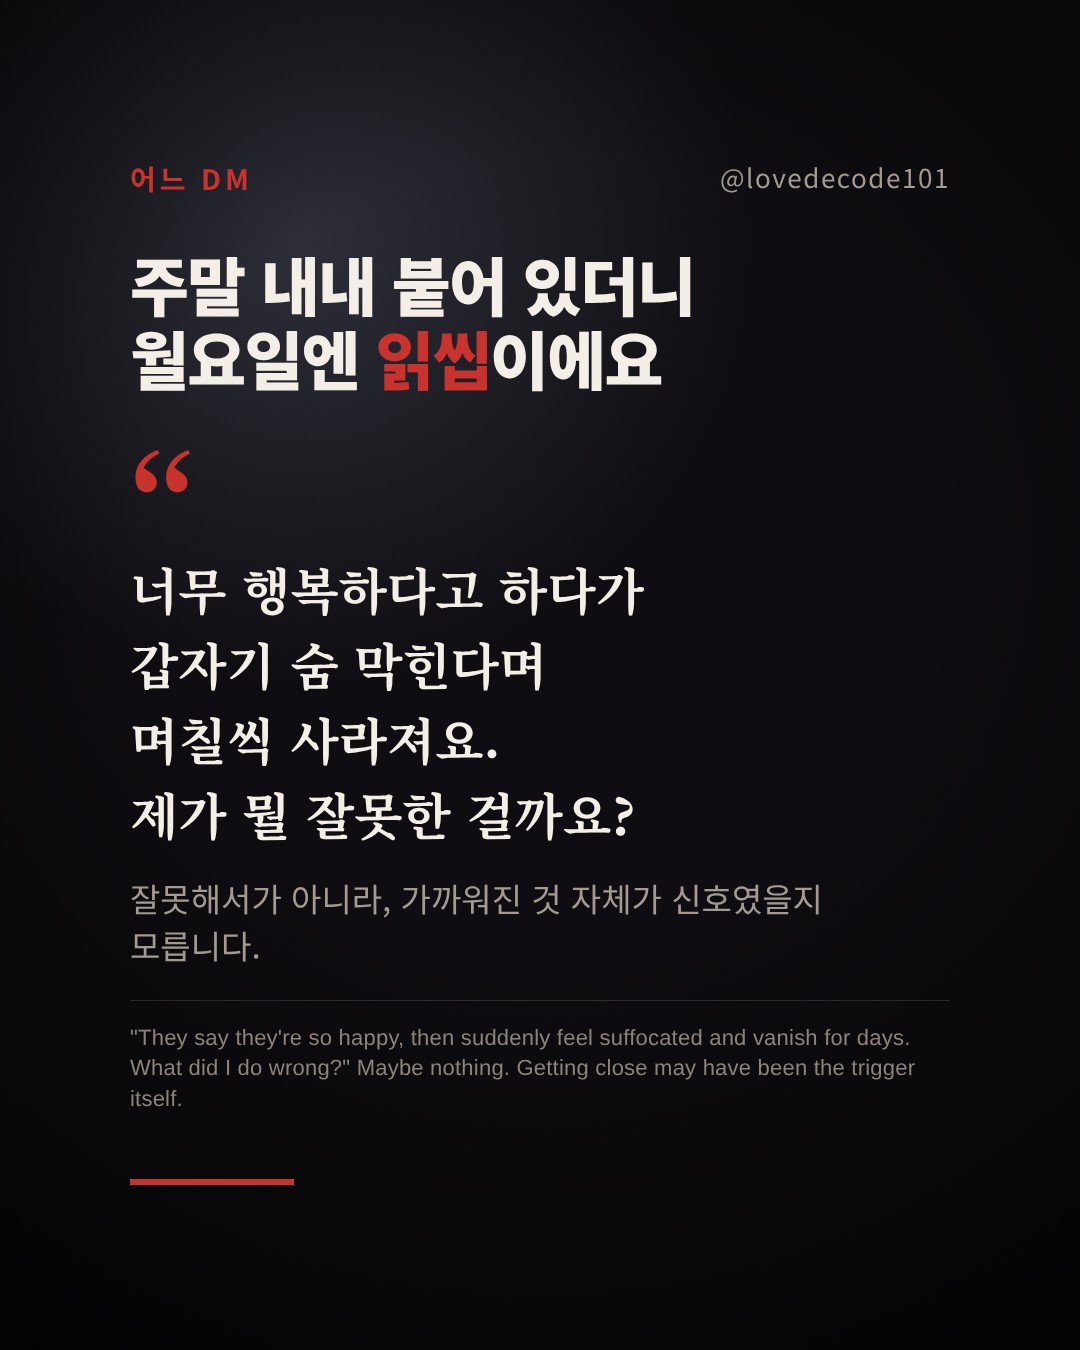 어느 DM
@lovedecode101
주말 내내 붙어 있더니
월요일엔 읽씹이에요
“
너무 행복하다고 하다가
갑자기 숨 막힌다며
며칠씩 사라져요.
제가 뭘 잘못한 걸까요?
잘못해서가 아니라, 가까워진 것 자체가 신호였을지
모릅니다.
"They say they're so happy, then suddenly feel suffocated and vanish for days.
What did I do wrong?" Maybe nothing. Getting close may have been the trigger
itself.